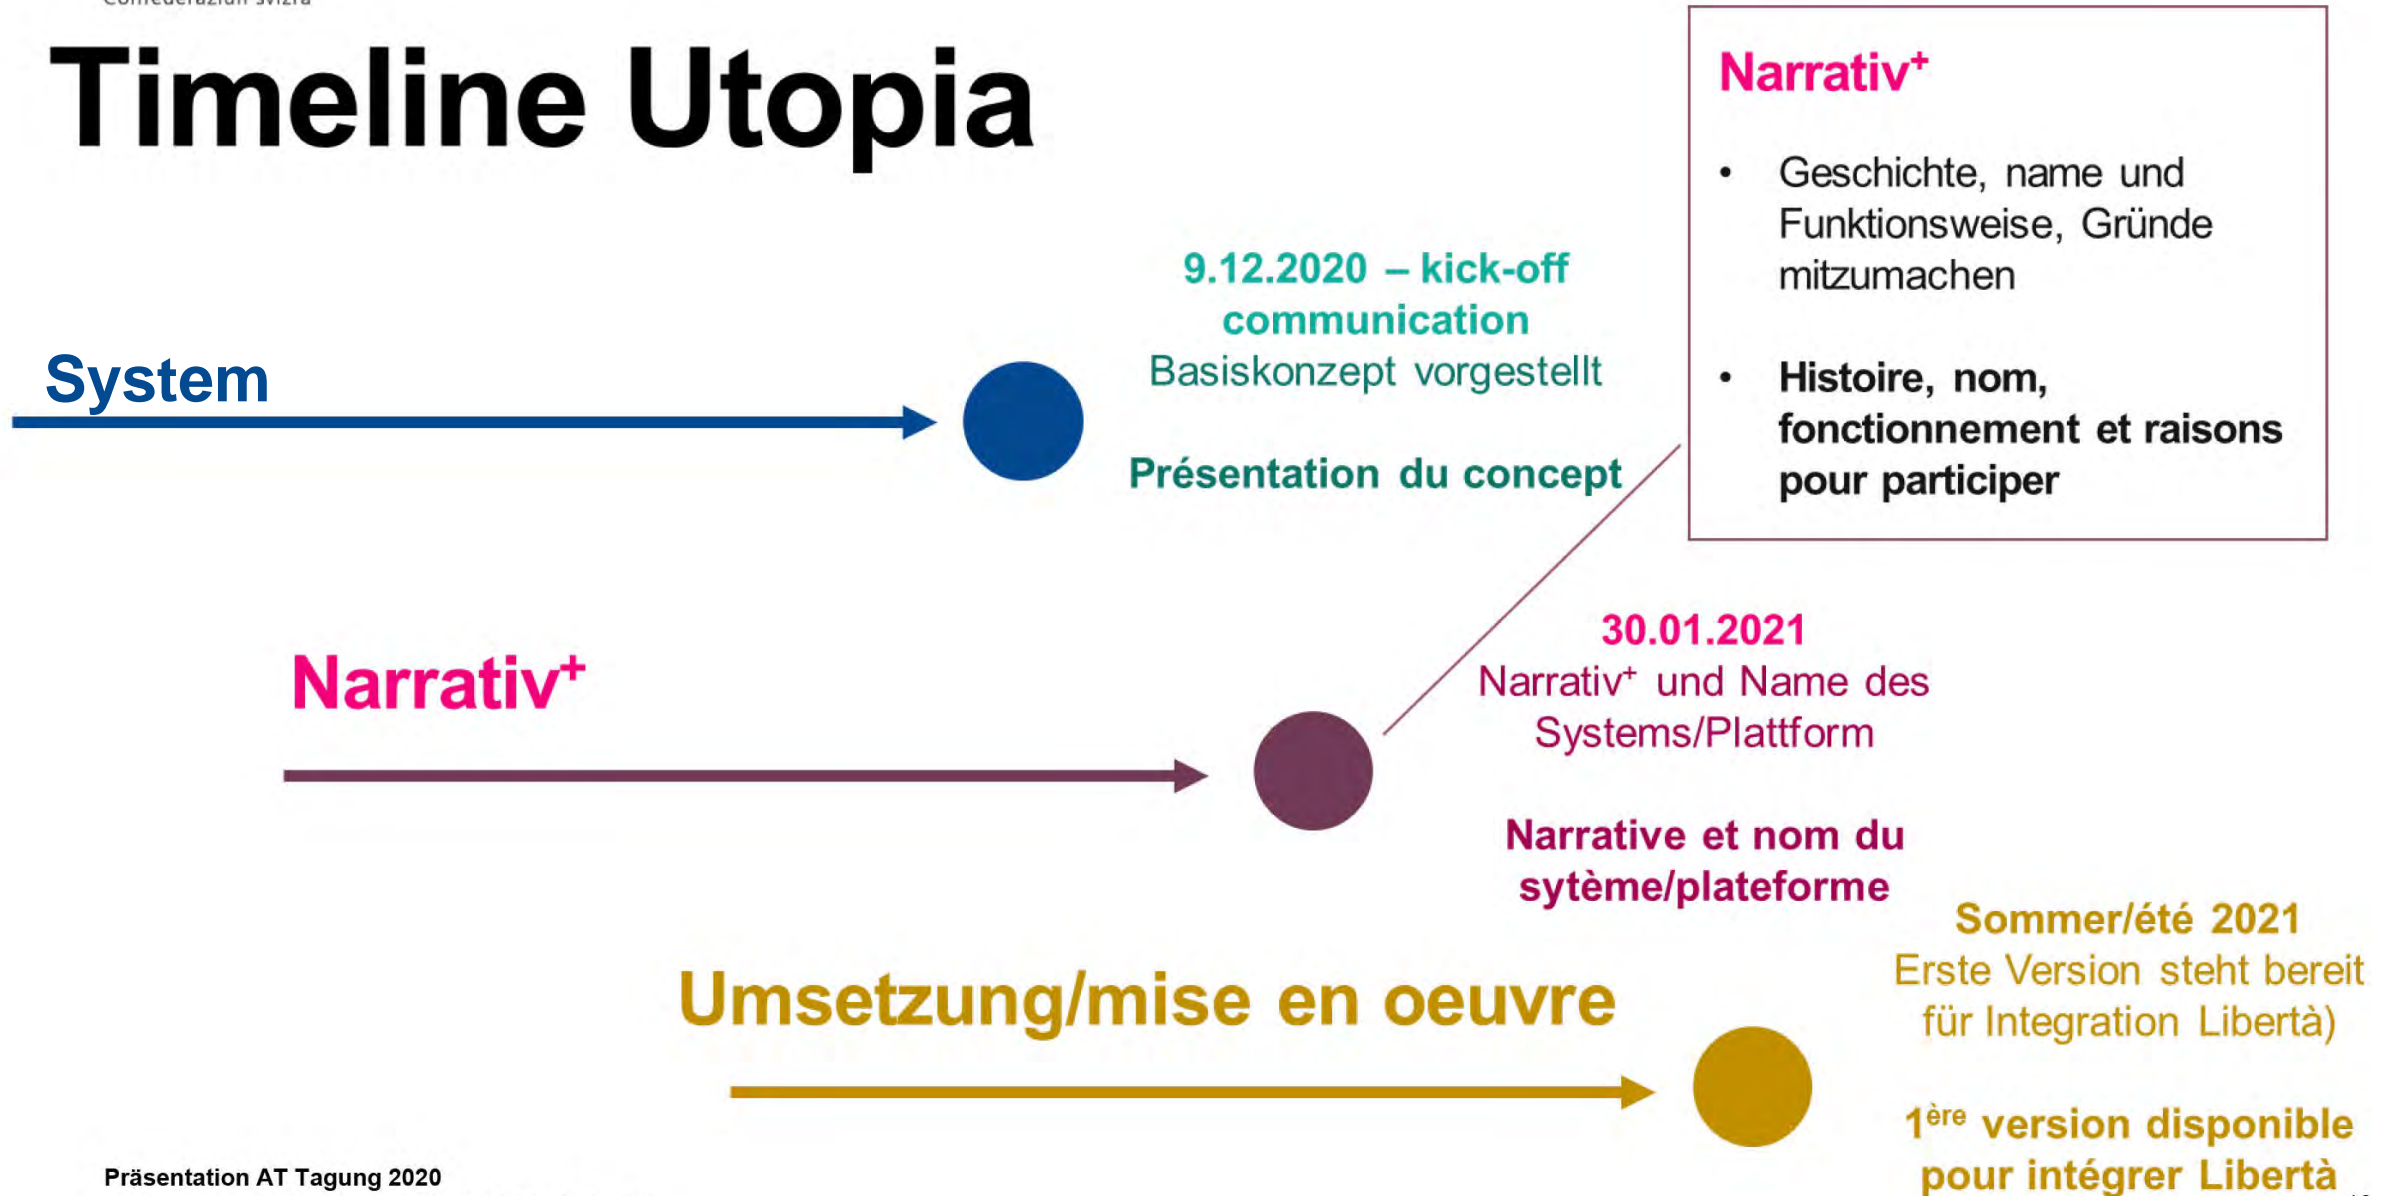 Confederaziun svizra
Timeline Utopia
System
9.12.2020 – kick-off
communication
Basiskonzept vorgestellt
Présentation du concept
Narrativ⁺
• Geschichte, name und
Funktionsweise, Gründe
mitzumachen
• Histoire, nom,
fonctionnement et raisons
pour participer
Narrativ⁺
30.01.2021
Narrativ⁺ und Name des
Systems/Plattform
Narrative et nom du
sytème/plateforme
Umsetzung/mise en oeuvre
Sommer/été 2021
Erste Version steht bereit
für Integration Libertà)
1ère version disponible
pour intégrer Libertà
Präsentation AT Tagung 2020